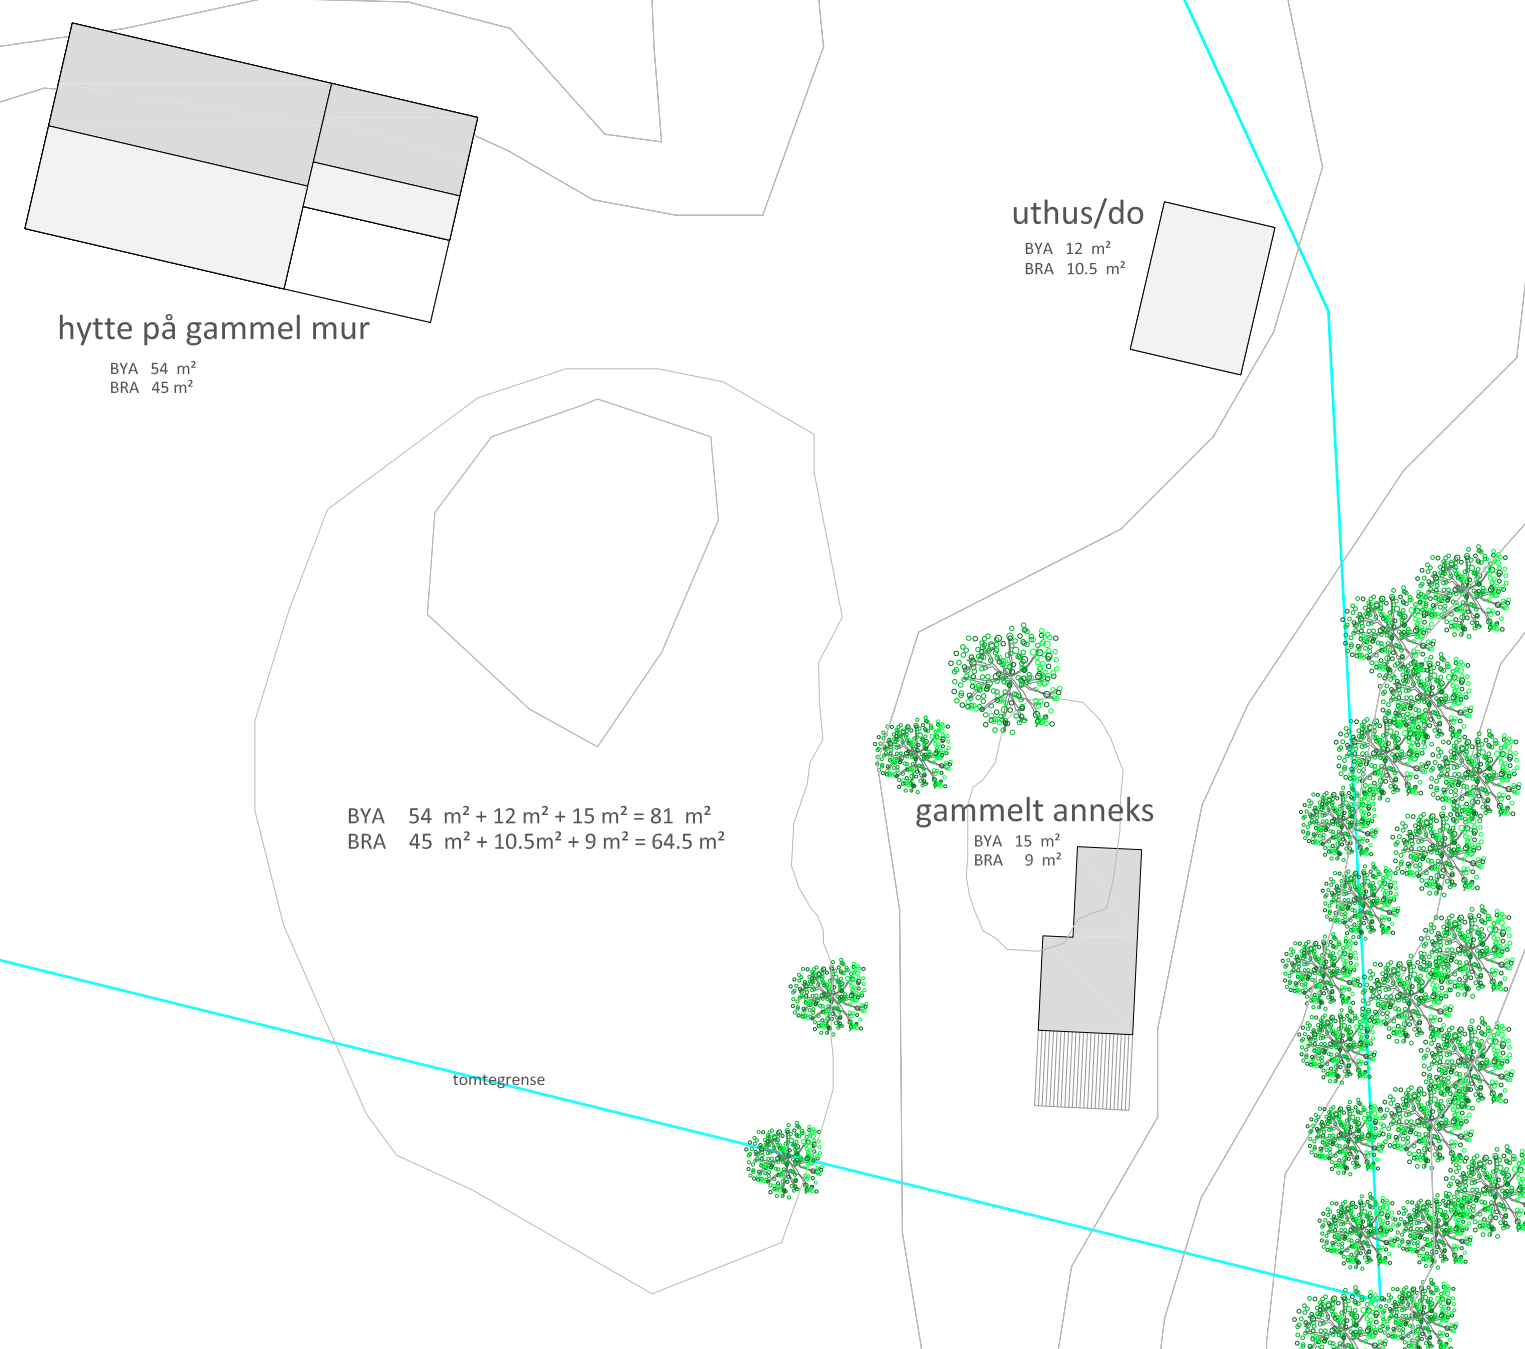 uthus/do
BYA 12 m²
BRA 10.5 m²
hytte på gammel mur
BYA 54 m²
BRA 45 m²
gammelt anneks
BYA 15 m²
BRA 9 m²
BYA 54 m² + 12 m² + 15 m² = 81 m²
BRA 45 m² + 10.5m² + 9 m² = 64.5 m²
tomtegrense